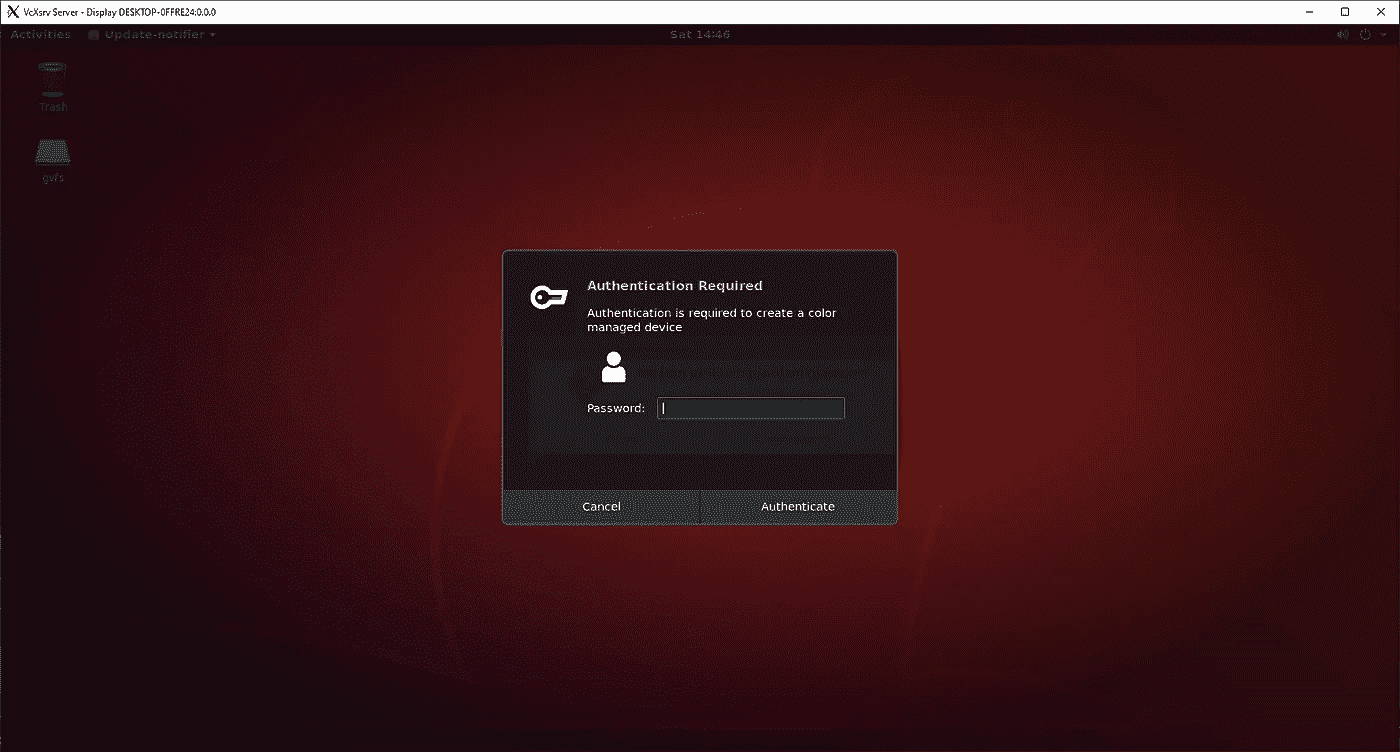 VcXsrv Server - Display DESKTOP-0FFRE24:0.0.0
Activities Update-notifier Sat 14:46
Trash
gvfs
Authentication Required
Authentication is required to create a color
managed device
Password:
Cancel Authenticate